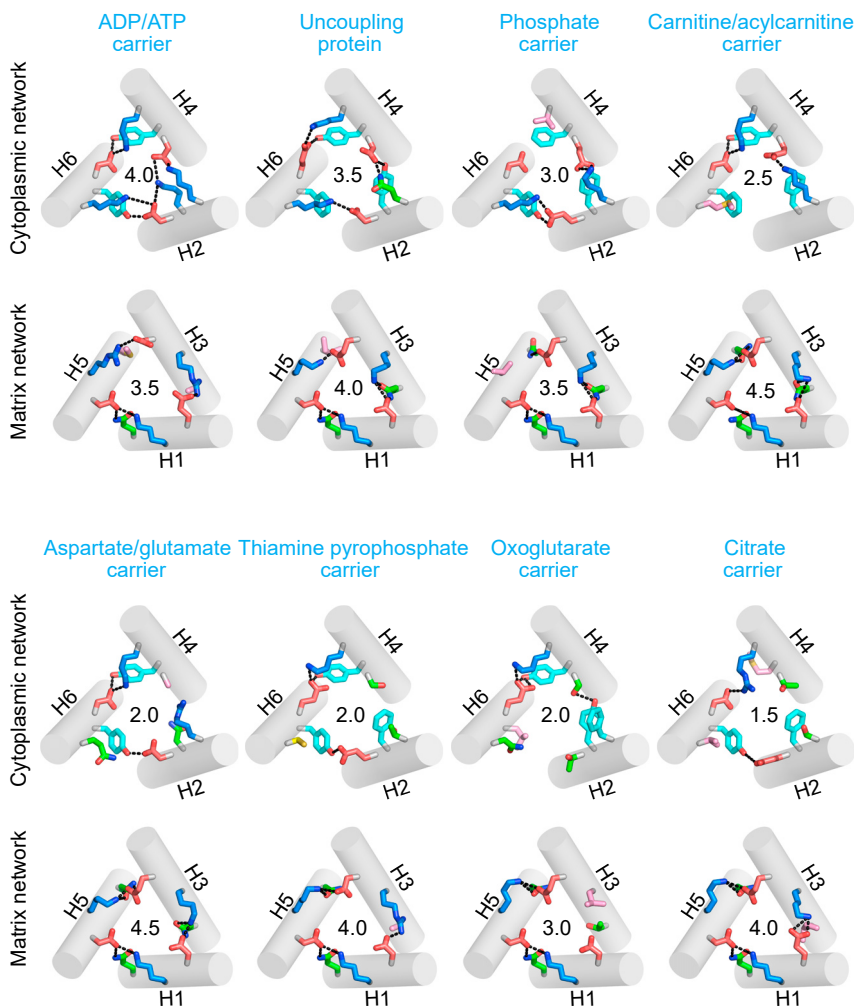 ADP/ATP
carrier
Uncoupling
protein
Phosphate
carrier
Carnitine/acylcarnitine
carrier
Cytoplasmic network
H4
H6
4.0
H2
H4
H6
3.5
H2
H4
H6
3.0
H2
H4
H6
2.5
H2
Matrix network
H5
H3
3.5
H1
H5
H3
4.0
H1
H5
H3
3.5
H1
H5
H3
4.5
H1
Aspartate/glutamate
carrier
Thiamine pyrophosphate
carrier
Oxoglutarate
carrier
Citrate
carrier
Cytoplasmic network
H4
H6
2.0
H2
H4
H6
2.0
H2
H4
H6
2.0
H2
H4
H6
1.5
H2
Matrix network
H5
H3
4.5
H1
H5
H3
4.0
H1
H5
H3
3.0
H1
H5
H3
4.0
H1